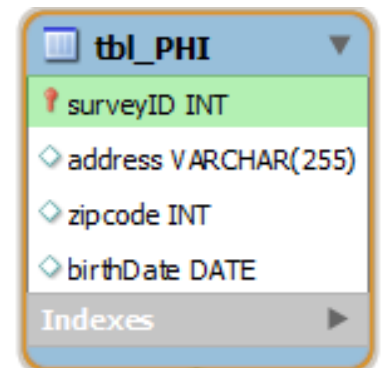 tbl_PHI
surveyID INT
address VARCHAR(255)
zipcode INT
birthDate DATE
Indexes